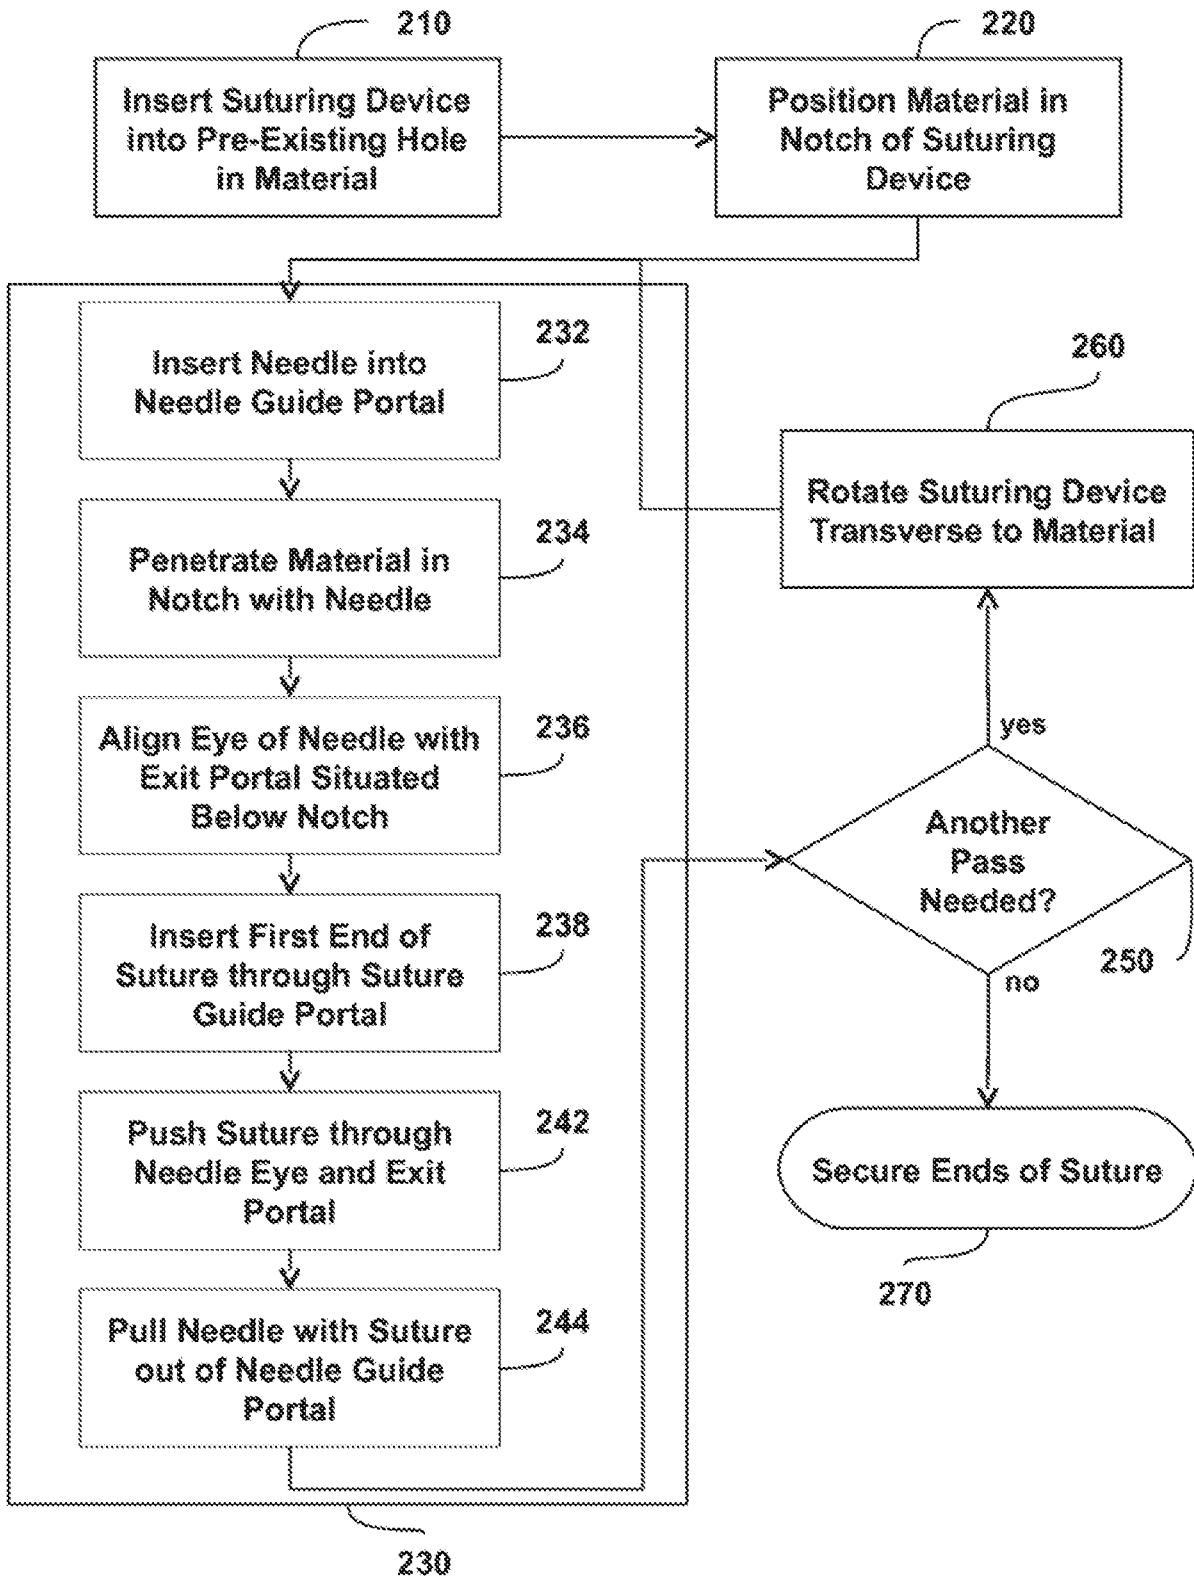 210
Insert Suturing Device
into Pre-Existing Hole
in Material
220
Position Material in
Notch of Suturing
Device
232
Insert Needle into
Needle Guide Portal
234
Penetrate Material in
Notch with Needle
236
Align Eye of Needle with
Exit Portal Situated
Below Notch
238
Insert First End of
Suture through Suture
Guide Portal
242
Push Suture through
Needle Eye and Exit
Portal
244
Pull Needle with Suture
out of Needle Guide
Portal
230
260
Rotate Suturing Device
Transverse to Material
yes
Another
Pass
Needed?
250
no
Secure Ends of Suture
270